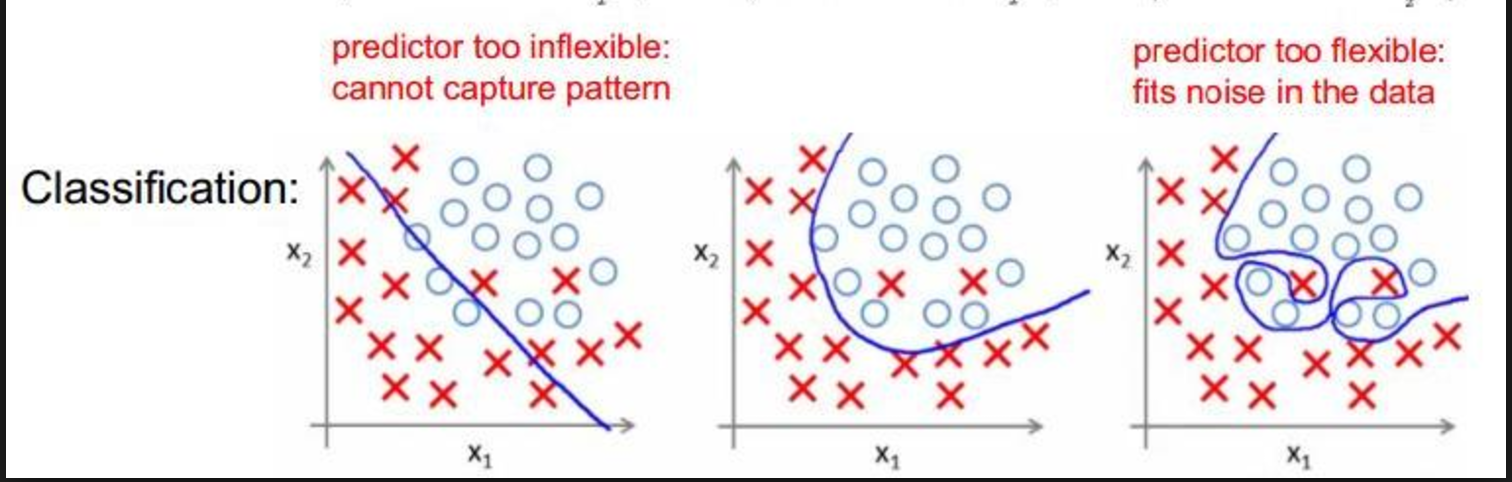 predictor too inflexible:
cannot capture pattern
predictor too flexible:
fits noise in the data
Classification:
x₂
x₁
x₂
x₁
x₂
x₁